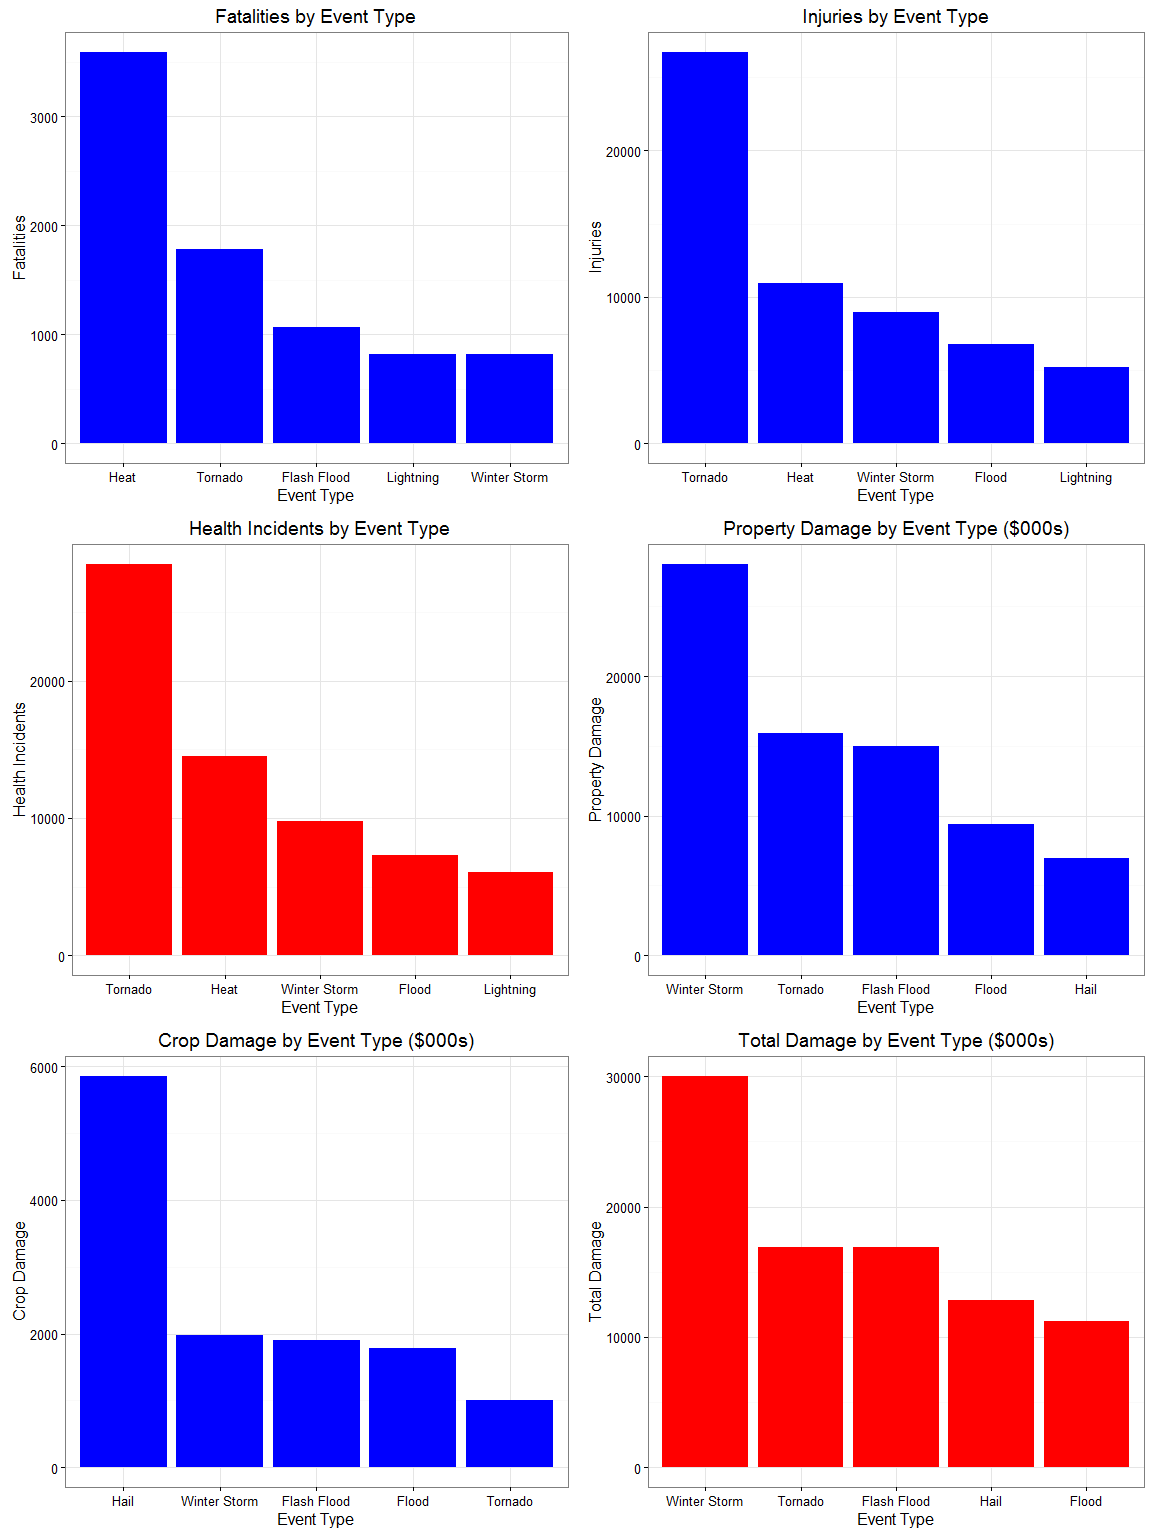 Fatalities by Event Type
Fatalities
3000
2000
1000
0
Heat Tornado Flash Flood Lightning Winter Storm
Event Type
Injuries by Event Type
Injuries
20000
10000
0
Tornado Heat Winter Storm Flood Lightning
Event Type
Health Incidents by Event Type
Health Incidents
20000
10000
0
Tornado Heat Winter Storm Flood Lightning
Event Type
Property Damage by Event Type ($000s)
Property Damage
20000
10000
0
Winter Storm Tornado Flash Flood Flood Hail
Event Type
Crop Damage by Event Type ($000s)
Crop Damage
6000
4000
2000
0
Hail Winter Storm Flash Flood Flood Tornado
Event Type
Total Damage by Event Type ($000s)
Total Damage
30000
20000
10000
0
Winter Storm Tornado Flash Flood Hail Flood
Event Type